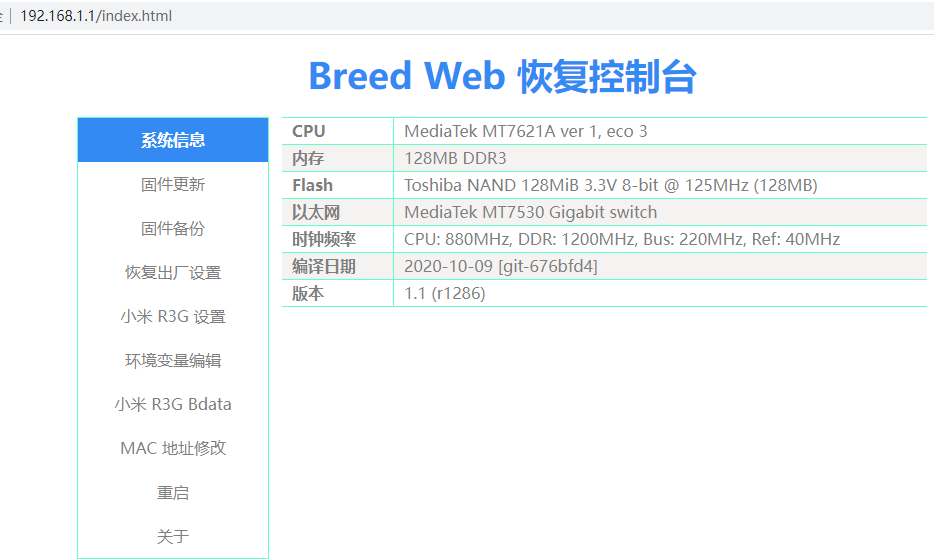 192.168.1.1/index.html
Breed Web 恢复控制台
系统信息
固件更新
固件备份
恢复出厂设置
小米 R3G 设置
环境变量编辑
小米 R3G Bdata
MAC 地址修改
重启
关于
CPU MediaTek MT7621A ver 1, eco 3
内存 128MB DDR3
Flash Toshiba NAND 128MiB 3.3V 8-bit @ 125MHz (128MB)
以太网 MediaTek MT7530 Gigabit switch
时钟频率 CPU: 880MHz, DDR: 1200MHz, Bus: 220MHz, Ref: 40MHz
编译日期 2020-10-09 [git-676bfd4]
版本 1.1 (r1286)